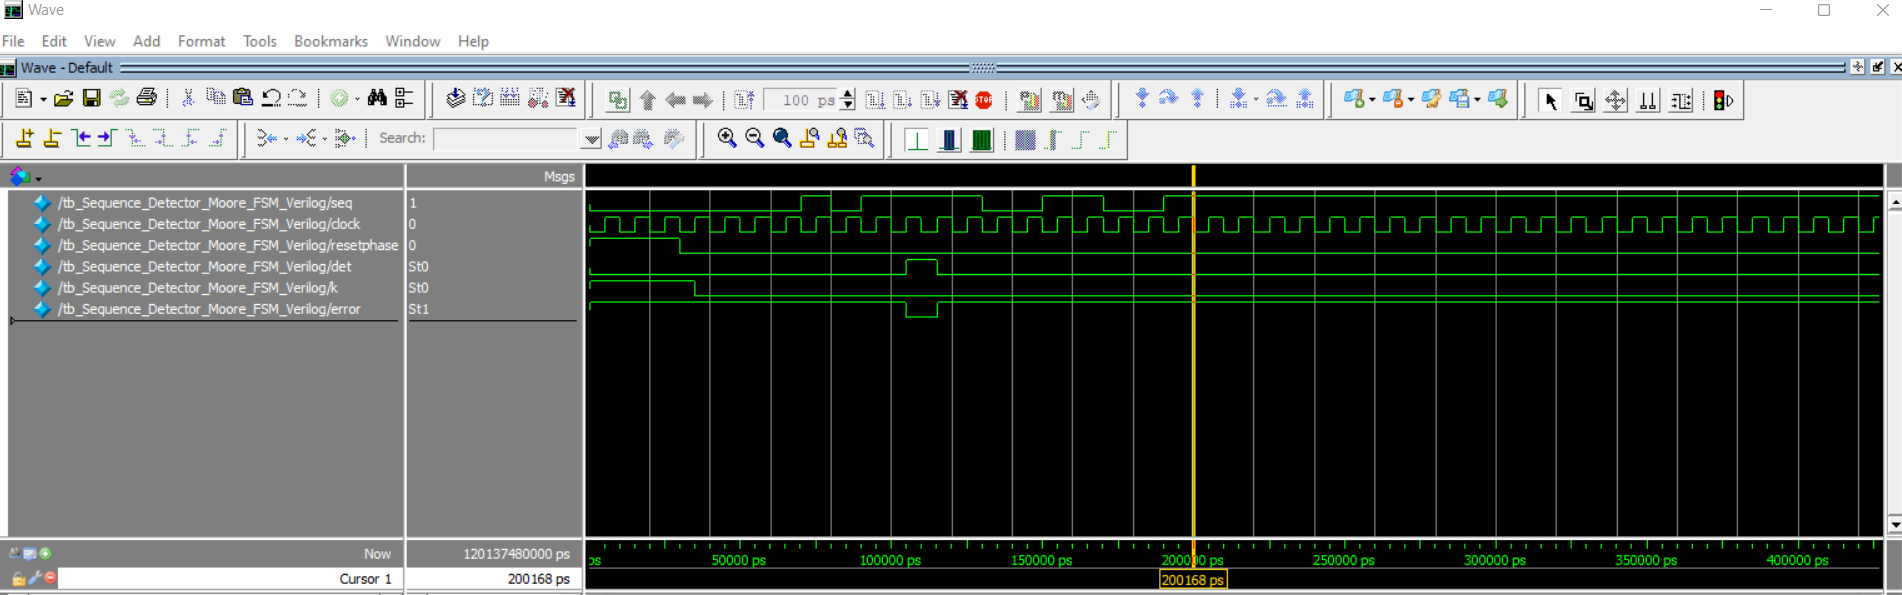 Wave
File Edit View Add Format Tools Bookmarks Window Help
Wave - Default
100 ps
STOP
Search:
Msgs
/tb_Sequence_Detector_Moore_FSM_Verilog/seq 1
/tb_Sequence_Detector_Moore_FSM_Verilog/clock 0
/tb_Sequence_Detector_Moore_FSM_Verilog/resetphase 0
/tb_Sequence_Detector_Moore_FSM_Verilog/det St0
/tb_Sequence_Detector_Moore_FSM_Verilog/k St0
/tb_Sequence_Detector_Moore_FSM_Verilog/error St1
Now 120137480000 ps
ps 50000 ps 100000 ps 150000 ps 200000 ps 250000 ps 300000 ps 350000 ps 400000 ps
Cursor 1 200168 ps
200168 ps